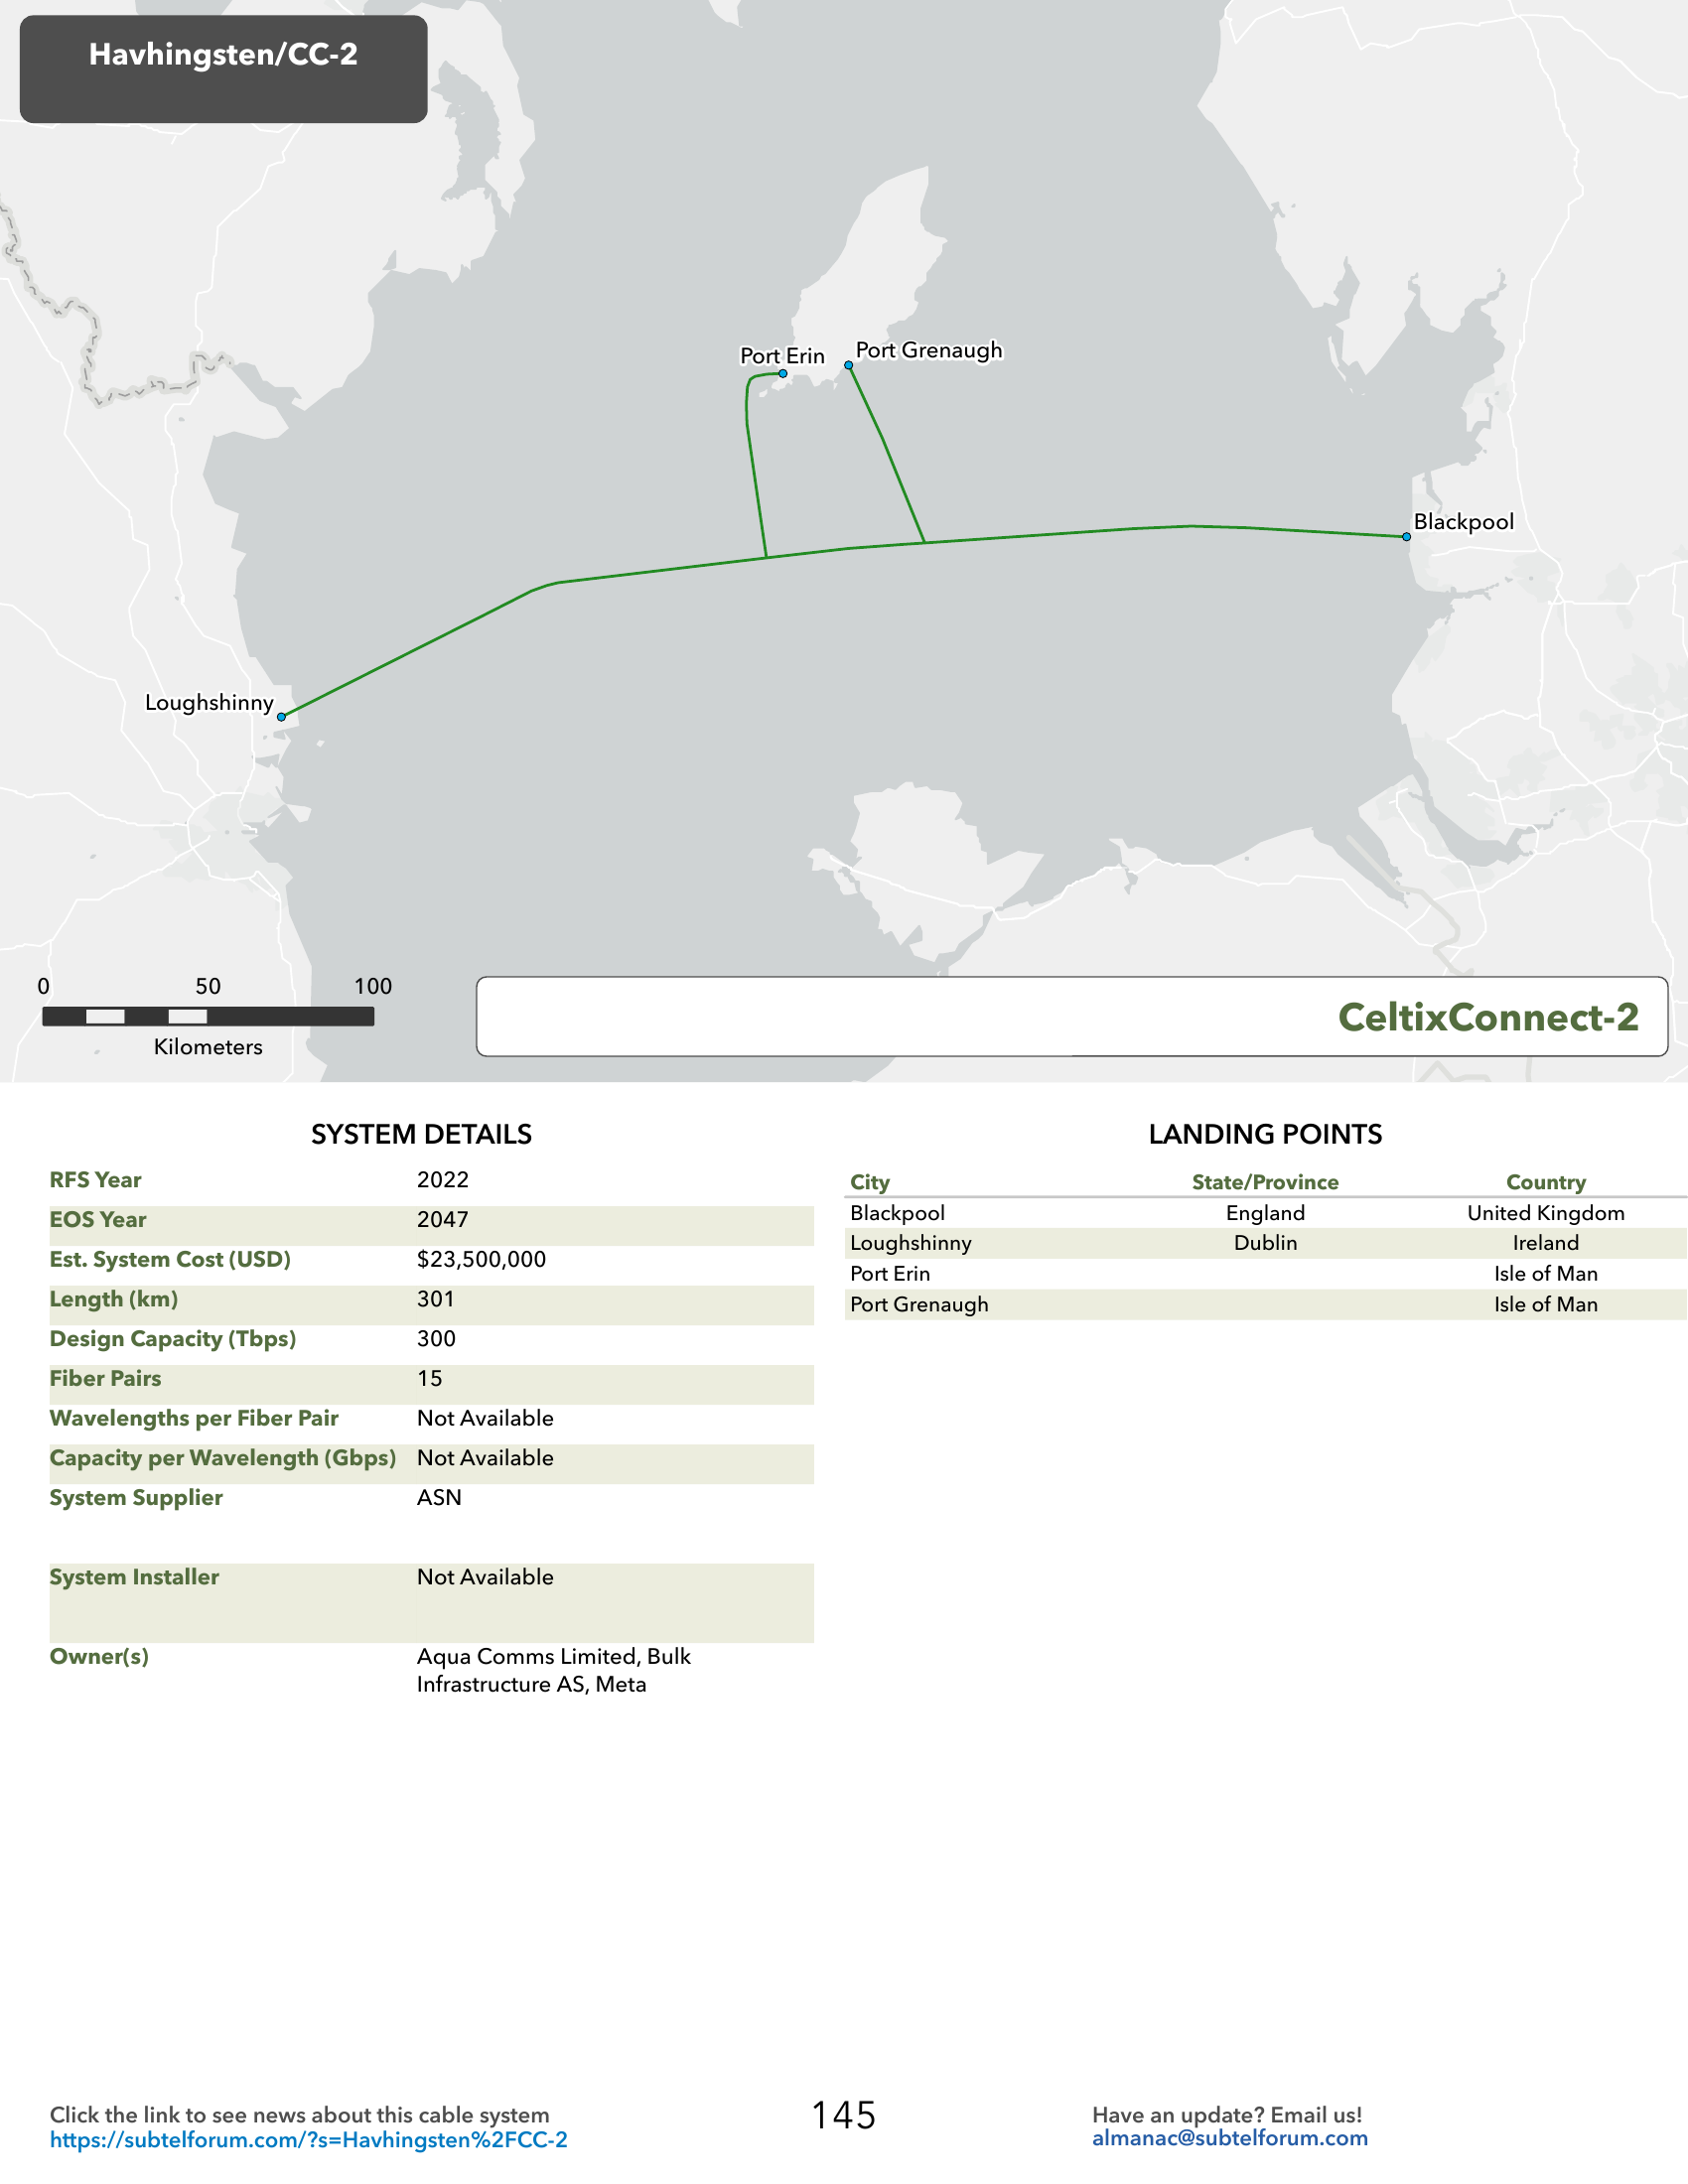 Havhingsten/CC-2
Port Erin
Port Grenaugh
Blackpool
Loughshinny
0 50 100
Kilometers
CeltixConnect-2
SYSTEM DETAILS
RFS Year 2022
EOS Year 2047
Est. System Cost (USD) $23,500,000
Length (km) 301
Design Capacity (Tbps) 300
Fiber Pairs 15
Wavelengths per Fiber Pair Not Available
Capacity per Wavelength (Gbps) Not Available
System Supplier ASN
System Installer Not Available
Owner(s) Aqua Comms Limited, Bulk
Infrastructure AS, Meta
LANDING POINTS
City State/Province Country
Blackpool England United Kingdom
Loughshinny Dublin Ireland
Port Erin Isle of Man
Port Grenaugh Isle of Man
Click the link to see news about this cable system
https://subtelforum.com/?s=Havhingsten%2FCC-2
145
Have an update? Email us!
almanac@subtelforum.com